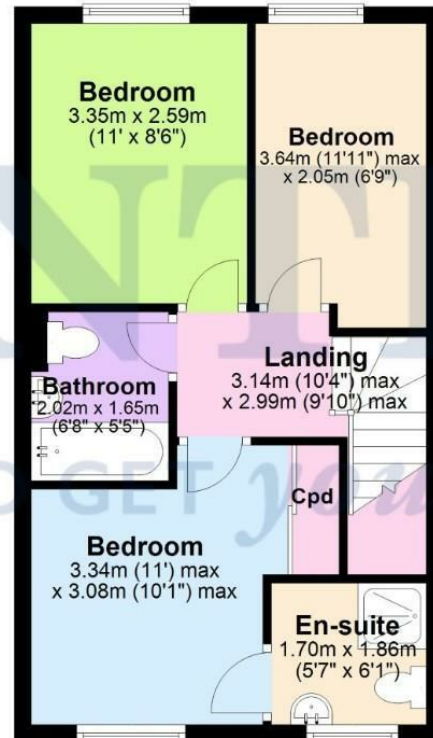 Bedroom
3.35m x 2.59m
(11' x 8'6")
Bedroom
3.64m (11'11") max
x 2.05m (6'9")
NT
Landing
3.14m (10'4") max
x 2.99m (9'10") max
Bathroom
2.02m x 1.65m
(6'8" x 5'5")
O GET you
Cpd
Bedroom
3.34m (11') max
x 3.08m (10'1") max
En-suite
1.70m x 1.86m
(5'7" x 6'1")